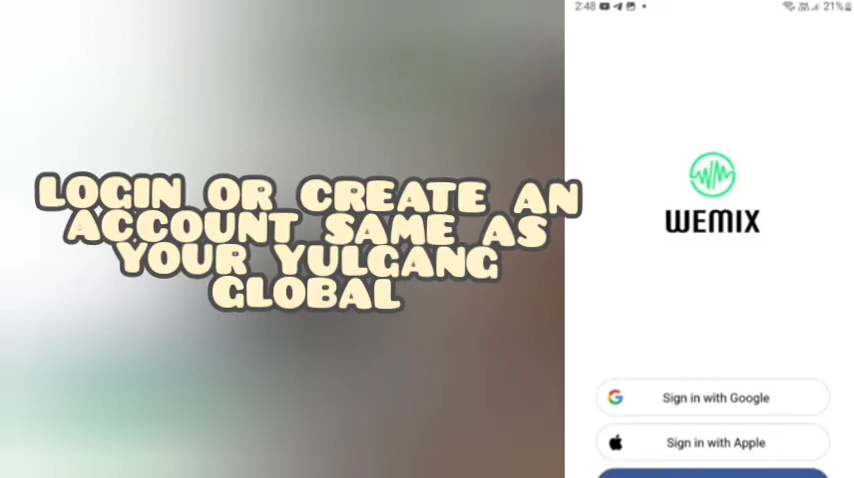 LOGIN OR CREATE AN
ACCOUNT SAME AS
YOUR YULGANG
GLOBAL
2:48
21%
WEMIX
Sign in with Google
Sign in with Apple